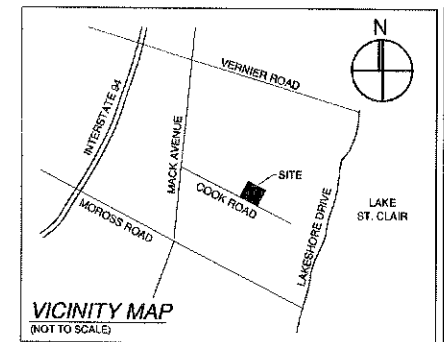 N
VERNIER ROAD
INTERSTATE 94
MACK AVENUE
SITE
COOK ROAD
LAKESHORE DRIVE
LAKE
ST. CLAIR
MOROSS ROAD
VICINITY MAP
(NOT TO SCALE)